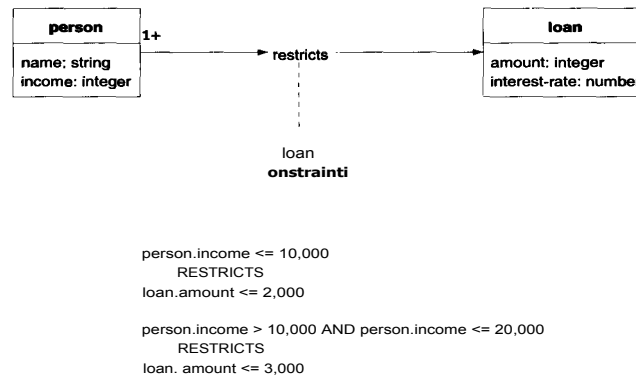 person
1+
loan
name: string
income: integer
restricts
amount: integer
interest-rate: numbe
loan
onstrainti
person.income <= 10,000
RESTRICTS
loan.amount <= 2,000
person.income > 10,000 AND person.income <= 20,000
RESTRICTS
loan. amount <= 3,000